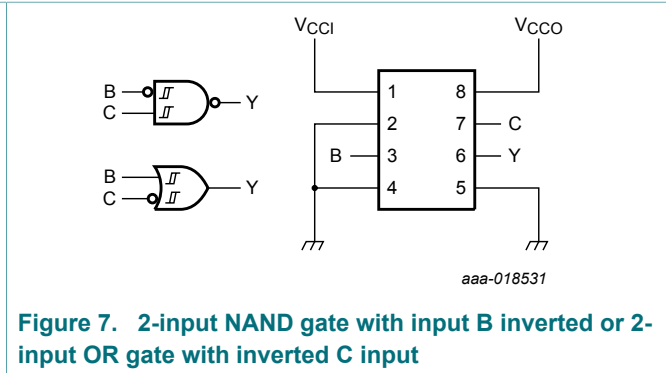 VCCI VCCO
B
C
Y
B
C
Y
1 8
2 7 C
B 3 6 Y
4 5
aaa-018531
Figure 7. 2-input NAND gate with input B inverted or 2-
input OR gate with inverted C input